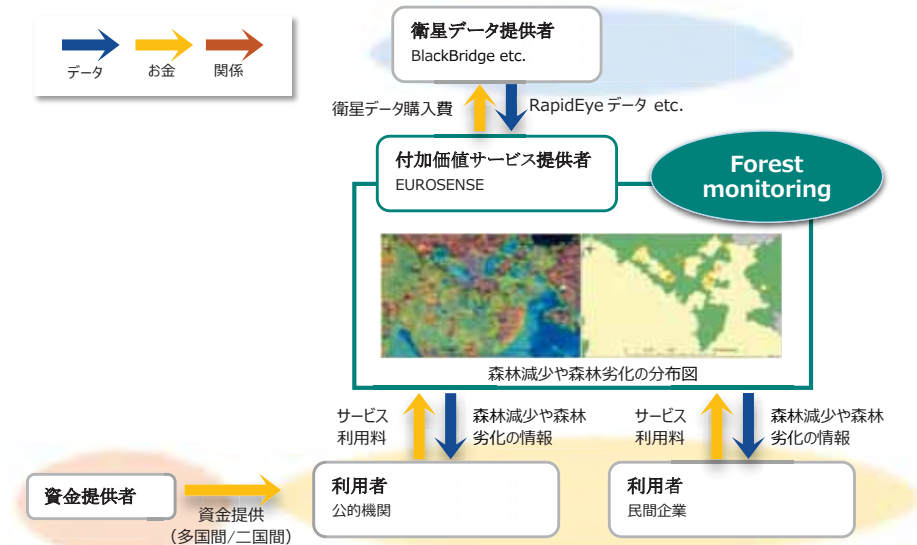 データ
お金
関係
衛星データ提供者
BlackBridge etc.
衛星データ購入費
RapidEye データ etc.
付加価値サービス提供者
EUROSENSE
Forest
monitoring
森林減少や森林劣化の分布図
サービス
利用料
森林減少や森林
劣化の情報
サービス
利用料
森林減少や森林
劣化の情報
資金提供者
資金提供
(多国間/二国間)
利用者
公的機関
利用者
民間企業